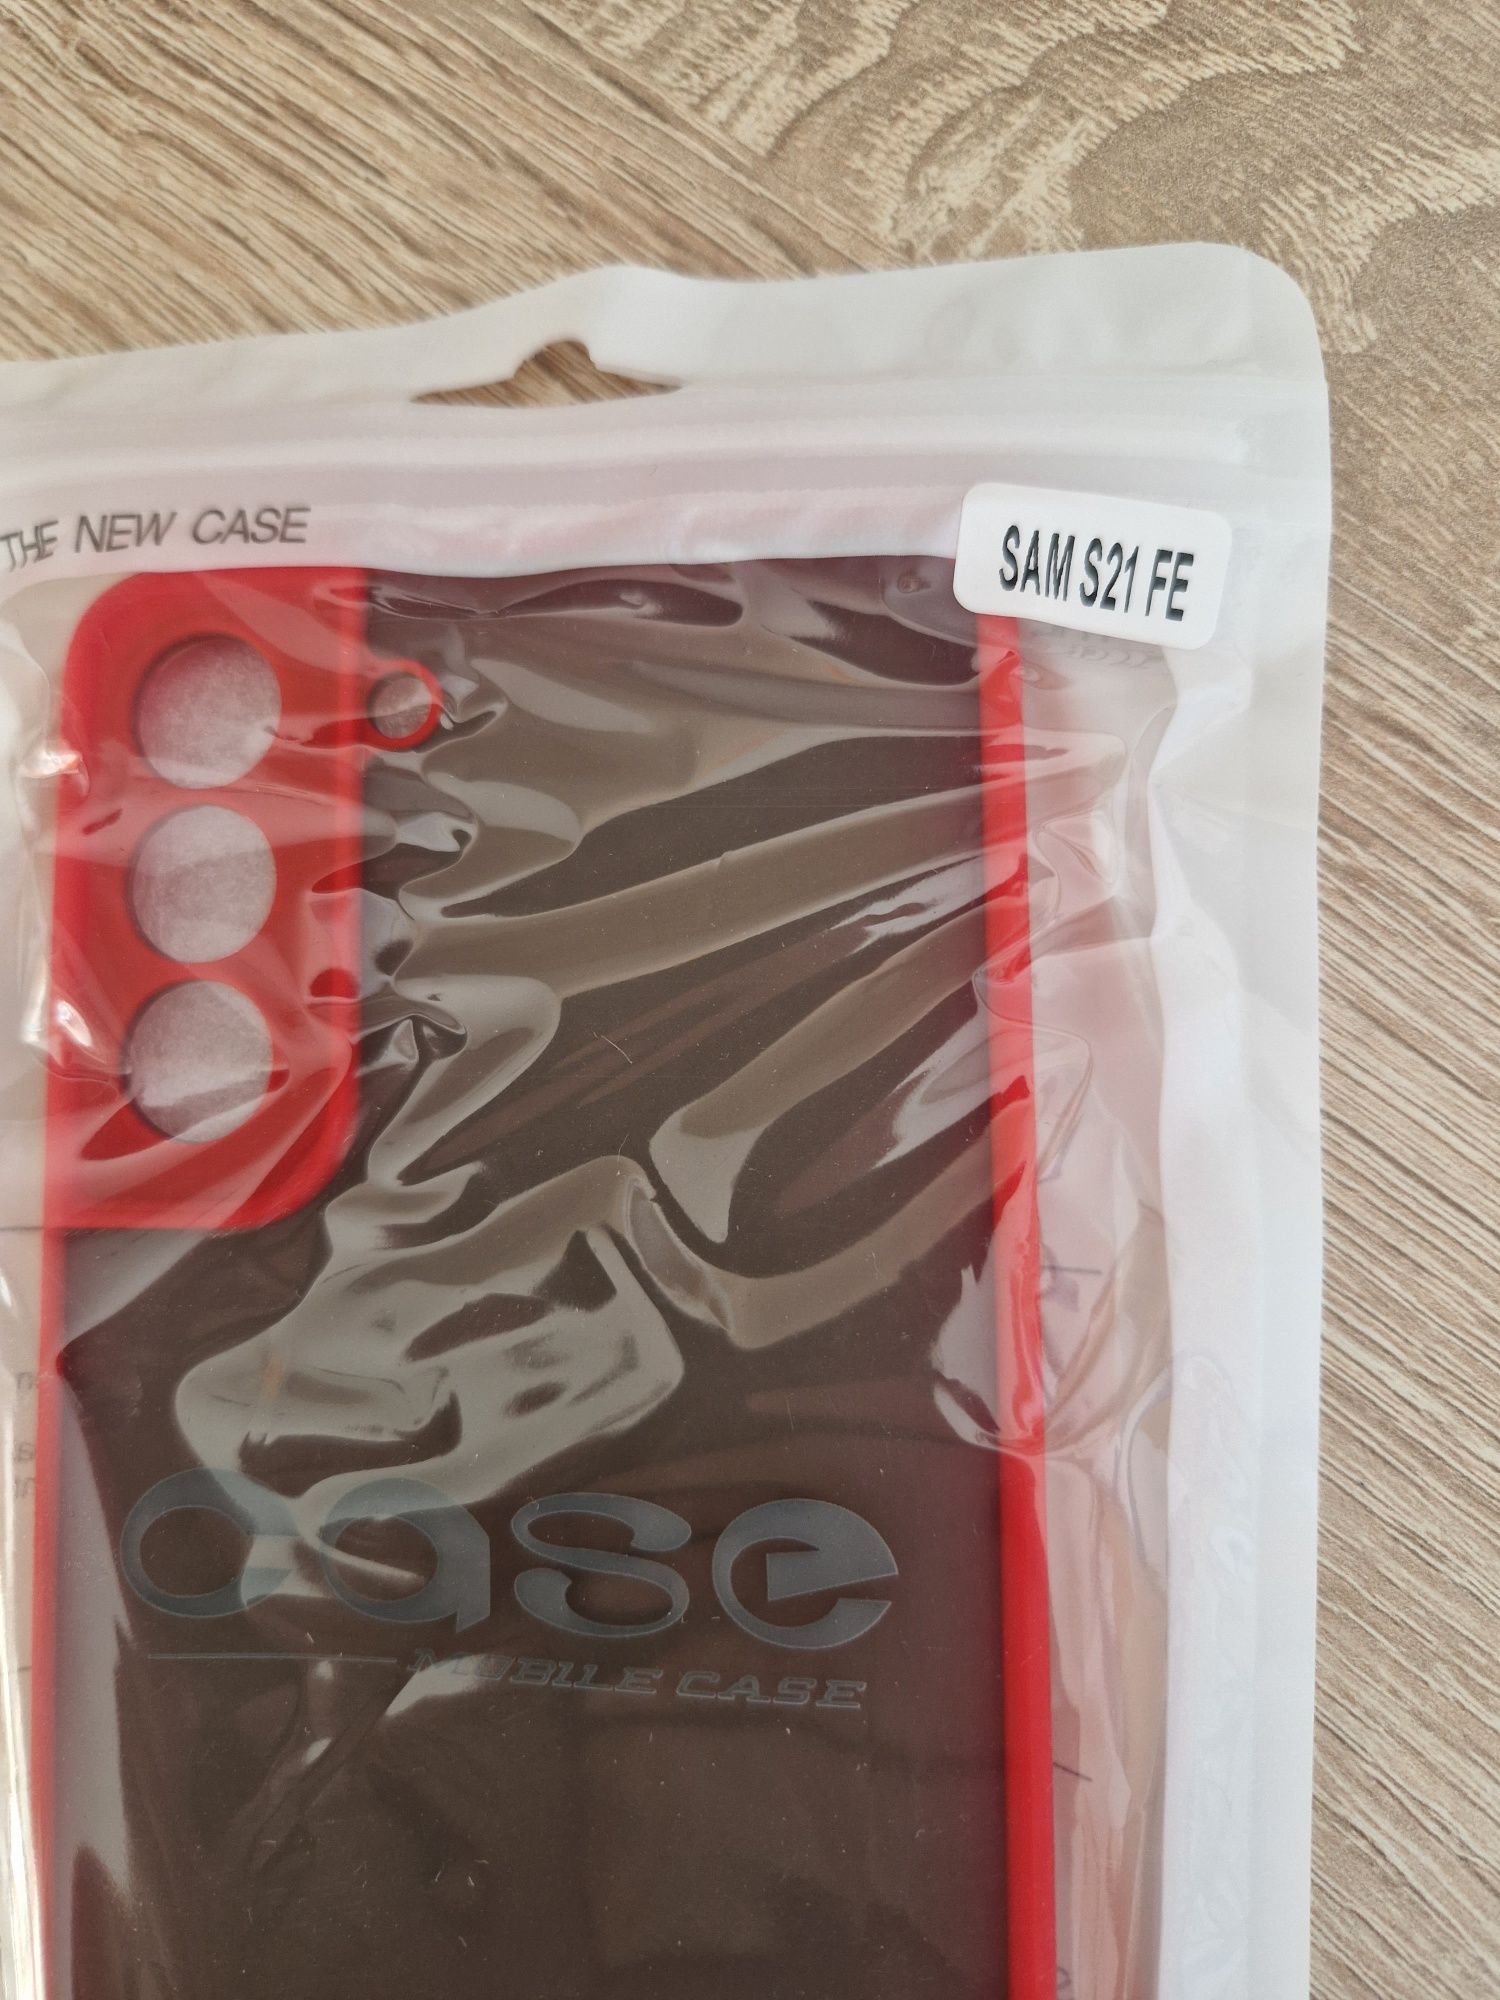 THE NEW CASE
SAM S21 FE
case
MOBILE CASE